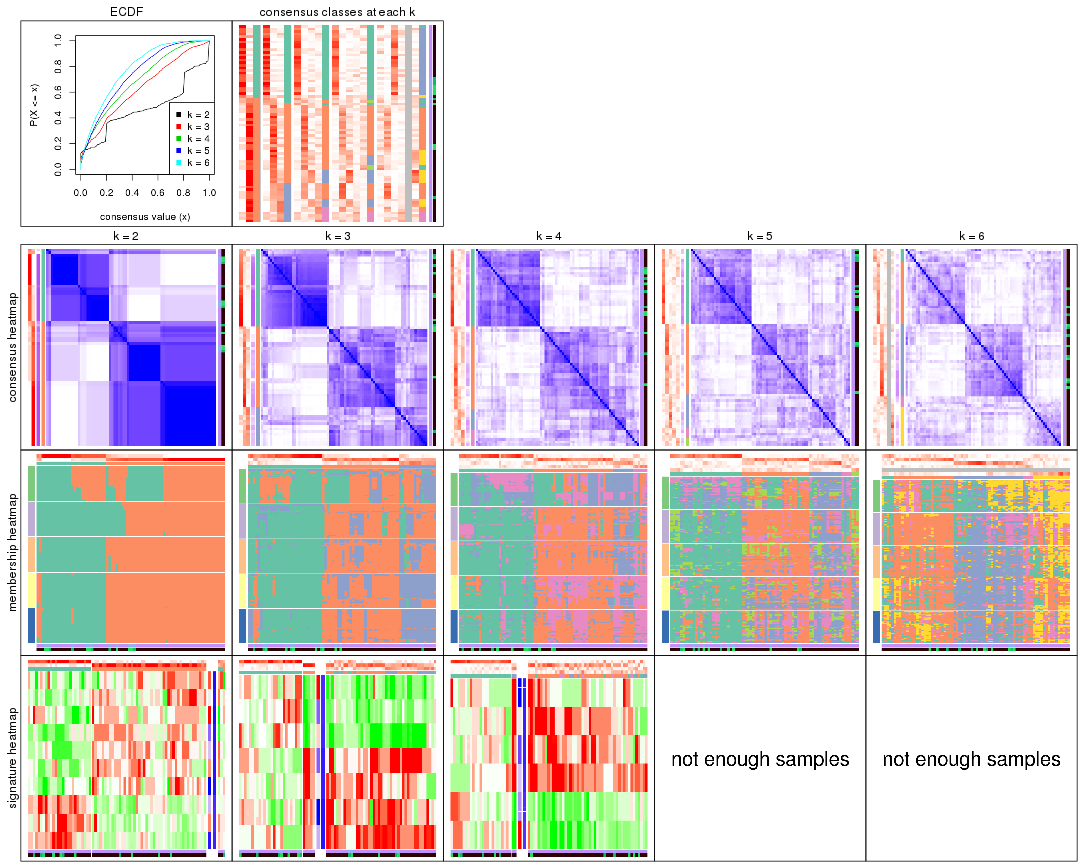 ECDF
consensus classes at each k
P(X <= x)
0.0 0.2 0.4 0.6 0.8 1.0
k = 2
k = 3
k = 4
k = 5
k = 6
0.0 0.2 0.4 0.6 0.8 1.0
consensus value (x)
k = 2
k = 3
k = 4
k = 5
k = 6
consensus heatmap
membership heatmap
signature heatmap
not enough samples
not enough samples